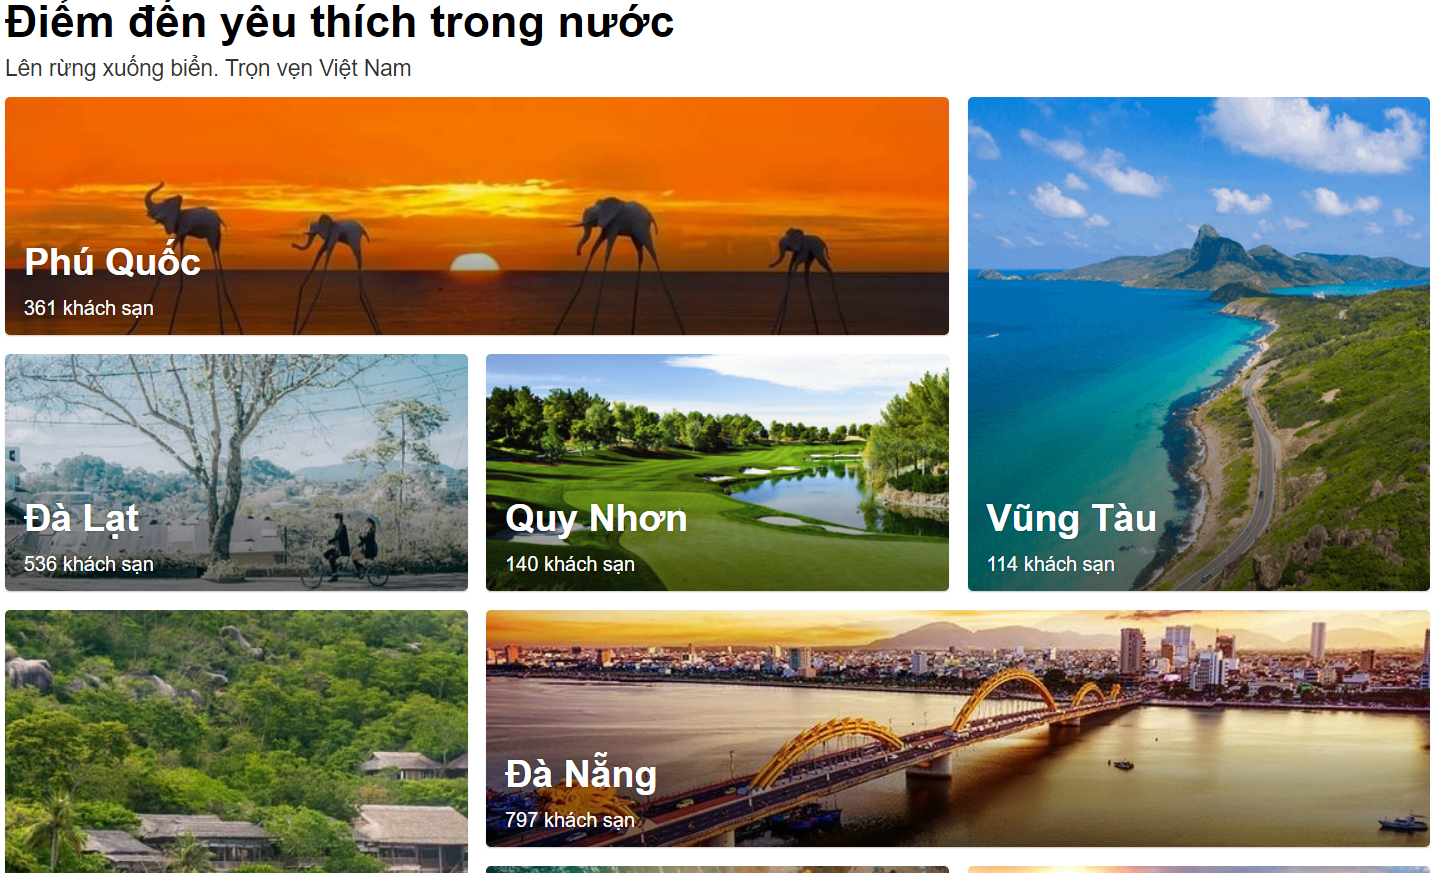 Điểm đến yêu thích trong nước
Lên rừng xuống biển. Trọn vẹn Việt Nam
Phú Quốc
361 khách sạn
Đà Lạt
536 khách sạn
Quy Nhơn
140 khách sạn
Vũng Tàu
114 khách sạn
Đà Nẵng
797 khách sạn